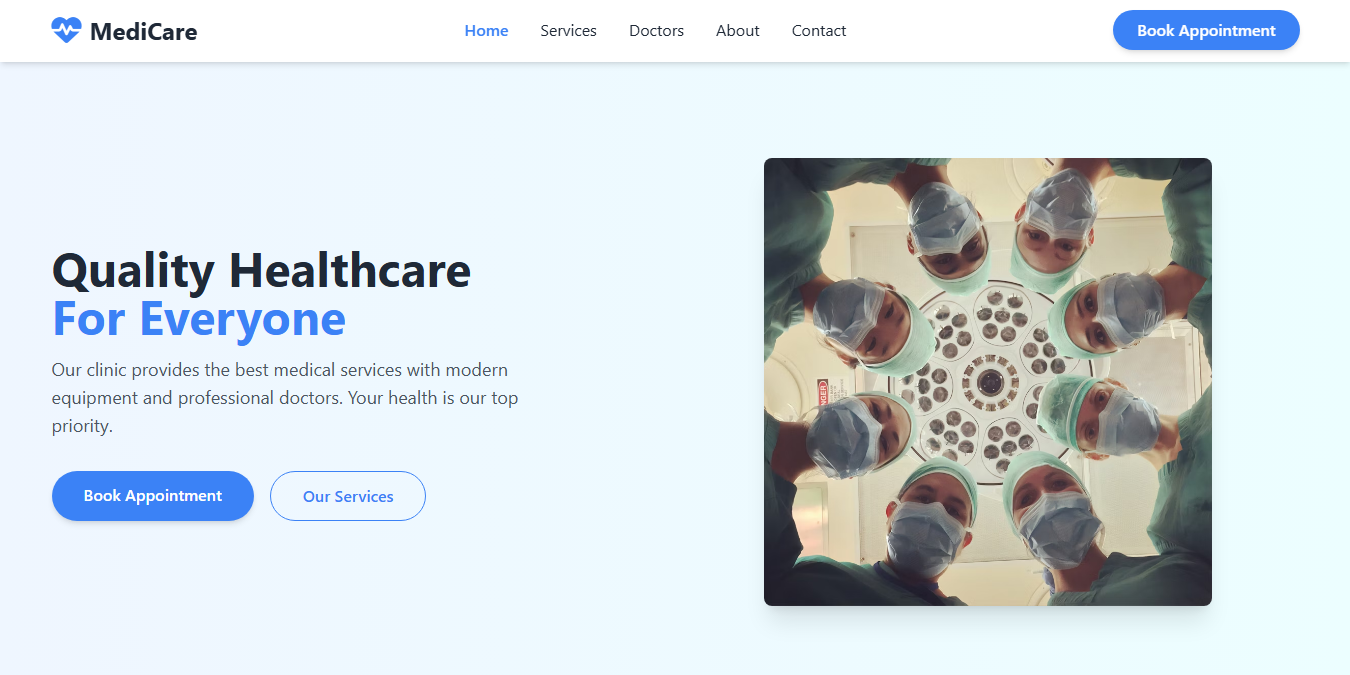 MediCare
Home Services Doctors About Contact
Book Appointment
Quality Healthcare
For Everyone
Our clinic provides the best medical services with modern
equipment and professional doctors. Your health is our top
priority.
Book Appointment
Our Services